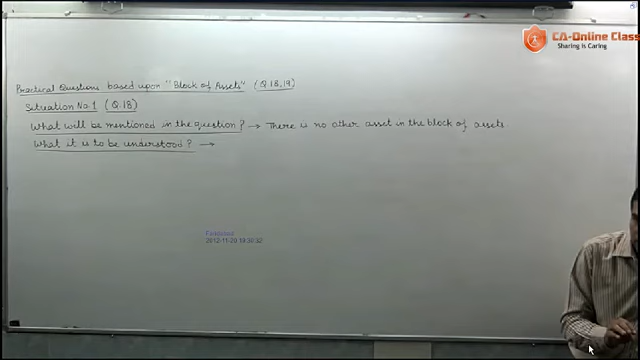 CA-Online Class
Sharing is Caring
Practical Questions based upon "Block of Assets" (Q.18,19)
Situation No.1 (Q.18)
What will be mentioned in the question? → There is no other asset in the block of assets.
What it is to be understood? →
2012-11-20 18:30:32